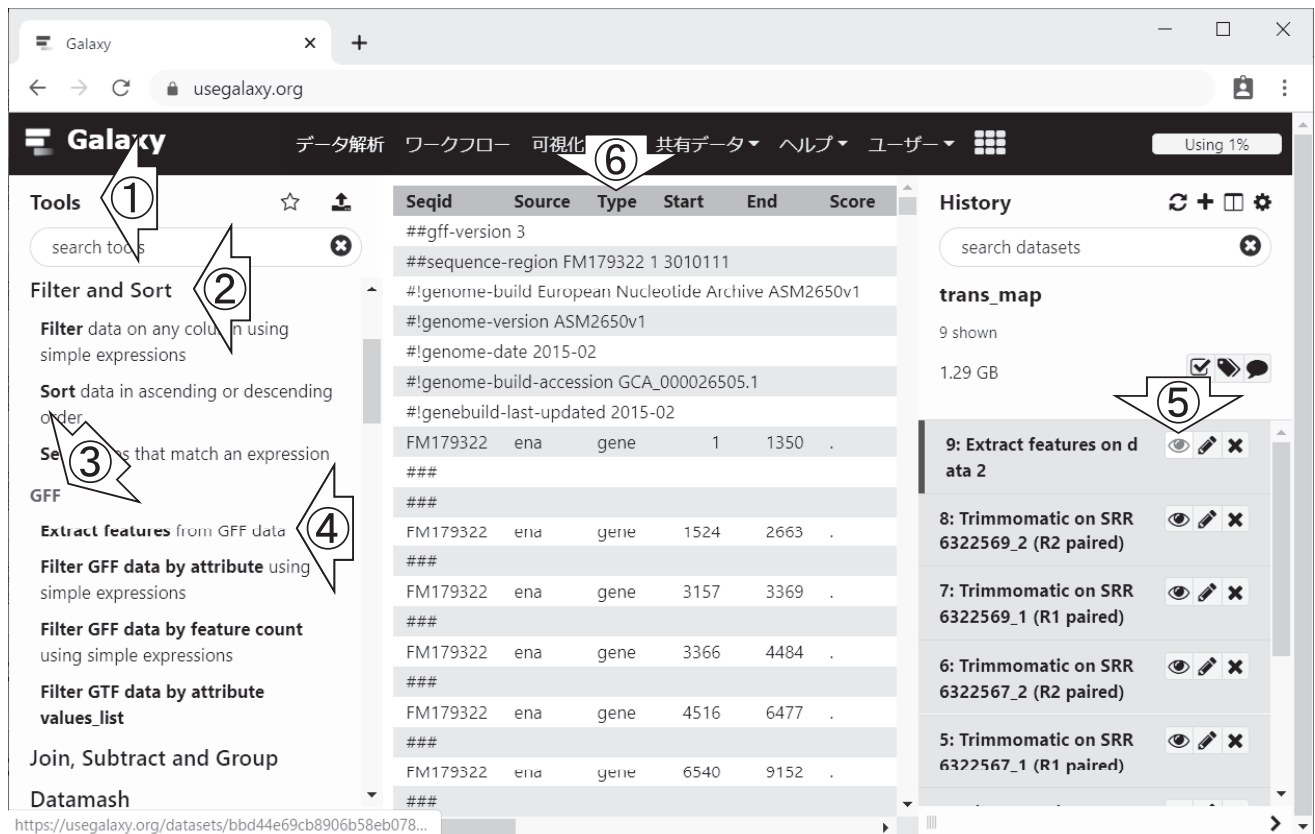 Galaxy
usegalaxy.org
Galaxy データ解析 ワークフロー 可視化 共有データ ヘルプ ユーザー Using 1%
⑥
Tools
①
search tools
Filter and Sort
②
Filter data on any column using
simple expressions
Sort data in ascending or descending
order
③
that match an expression
GFF
Extract features from GFF data
④
Filter GFF data by attribute using
simple expressions
Filter GFF data by feature count
using simple expressions
Filter GTF data by attribute
values_list
Join, Subtract and Group
Datamash
https://usegalaxy.org/datasets/bbd44e69cb8906b58eb078...
Seqid Source Type Start End Score
##gff-version 3
##sequence-region FM179322 1 3010111
#!genome-build European Nucleotide Archive ASM2650v1
#!genome-version ASM2650v1
#!genome-date 2015-02
#!genome-build-accession GCA_000026505.1
#!genebuild-last-updated 2015-02
FM179322 ena gene 1 1350 .
###
###
FM179322 ena gene 1524 2663 .
###
FM179322 ena gene 3157 3369 .
###
FM179322 ena gene 3366 4484 .
###
FM179322 ena gene 4516 6477 .
###
FM179322 ena gene 6540 9152 .
###
History
search datasets
trans_map
9 shown
1.29 GB
⑤
9: Extract features on d
ata 2
8: Trimmomatic on SRR
6322569_2 (R2 paired)
7: Trimmomatic on SRR
6322569_1 (R1 paired)
6: Trimmomatic on SRR
6322567_2 (R2 paired)
5: Trimmomatic on SRR
6322567_1 (R1 paired)